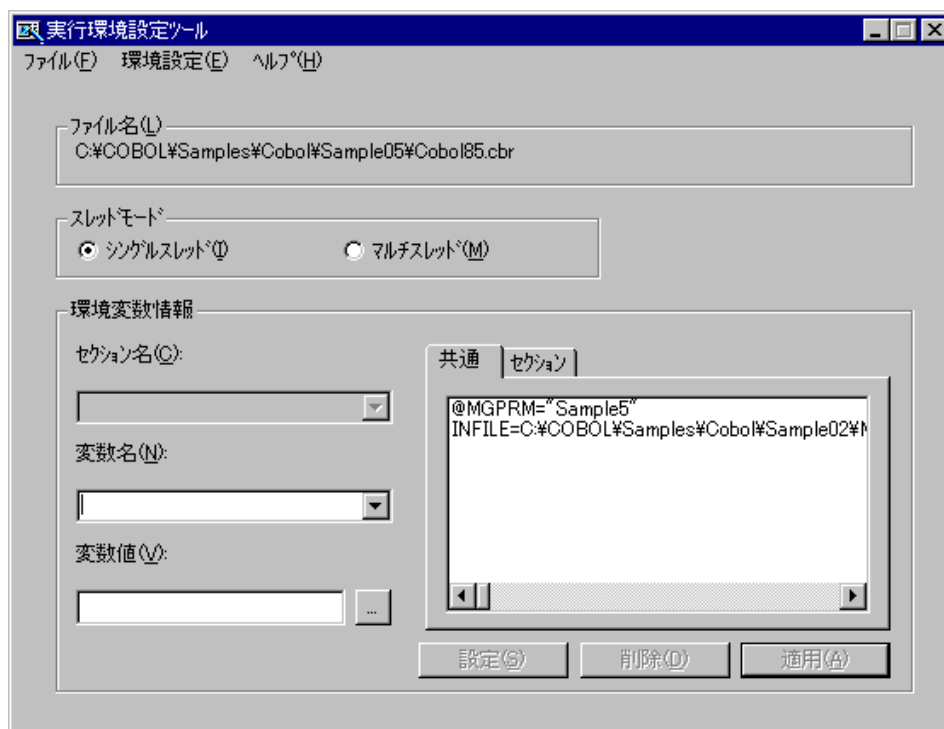 実行環境設定ツール
ﾌｧｲﾙ(F) 環境設定(E) ﾍﾙﾌﾟ(H)
ﾌｧｲﾙ名(L)
C:¥COBOL¥Samples¥Cobol¥Sample05¥Cobol85.cbr
ｽﾚｯﾄﾞﾓｰﾄﾞ
ｼﾝｸﾞﾙｽﾚｯﾄﾞ(I) ﾏﾙﾁｽﾚｯﾄﾞ(M)
環境変数情報
ｾｸｼｮﾝ名(C):
共通 ｾｸｼｮﾝ
@MGPRM="Sample5"
INFILE=C:¥COBOL¥Samples¥Cobol¥Sample02¥M
変数名(N):
変数値(V):
...
設定(S) 削除(D) 適用(A)